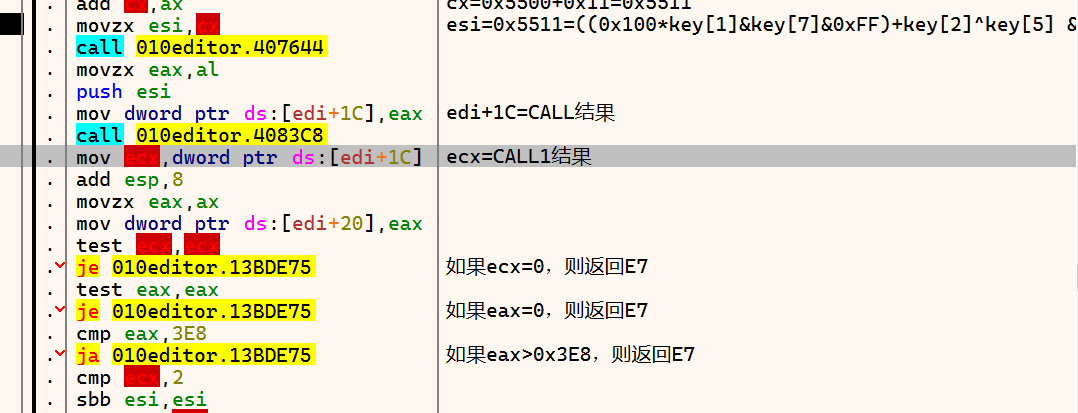 add cx,ax cx=0x5500+0x11=0x5511
movzx esi,cx esi=0x5511=((0x100*key[1]&key[7]&0xFF)+key[2]^key[5] &
call 010editor.407644
movzx eax,al
push esi
mov dword ptr ds:[edi+1C],eax edi+1C=CALL结果
call 010editor.4083C8
mov ecx,dword ptr ds:[edi+1C] ecx=CALL1结果
add esp,8
movzx eax,ax
mov dword ptr ds:[edi+20],eax
test ecx,ecx
je 010editor.13BDE75 如果ecx=0，则返回E7
test eax,eax
je 010editor.13BDE75 如果eax=0，则返回E7
cmp eax,3E8
ja 010editor.13BDE75 如果eax>0x3E8，则返回E7
cmp ecx,2
sbb esi,esi